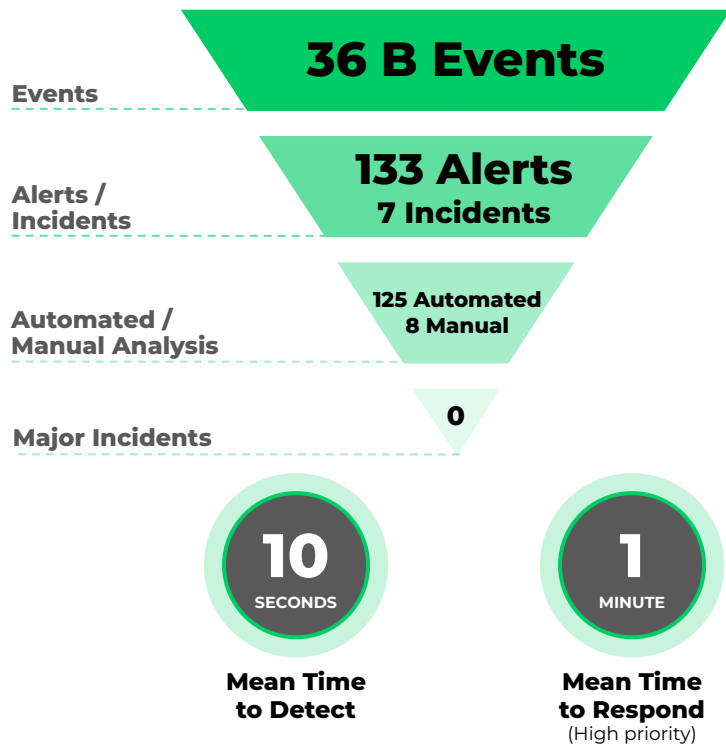 36 B Events
Events
133 Alerts
7 Incidents
Alerts /
Incidents
125 Automated
8 Manual
Automated /
Manual Analysis
0
Major Incidents
10
SECONDS
Mean Time
to Detect
1
MINUTE
Mean Time
to Respond
(High priority)